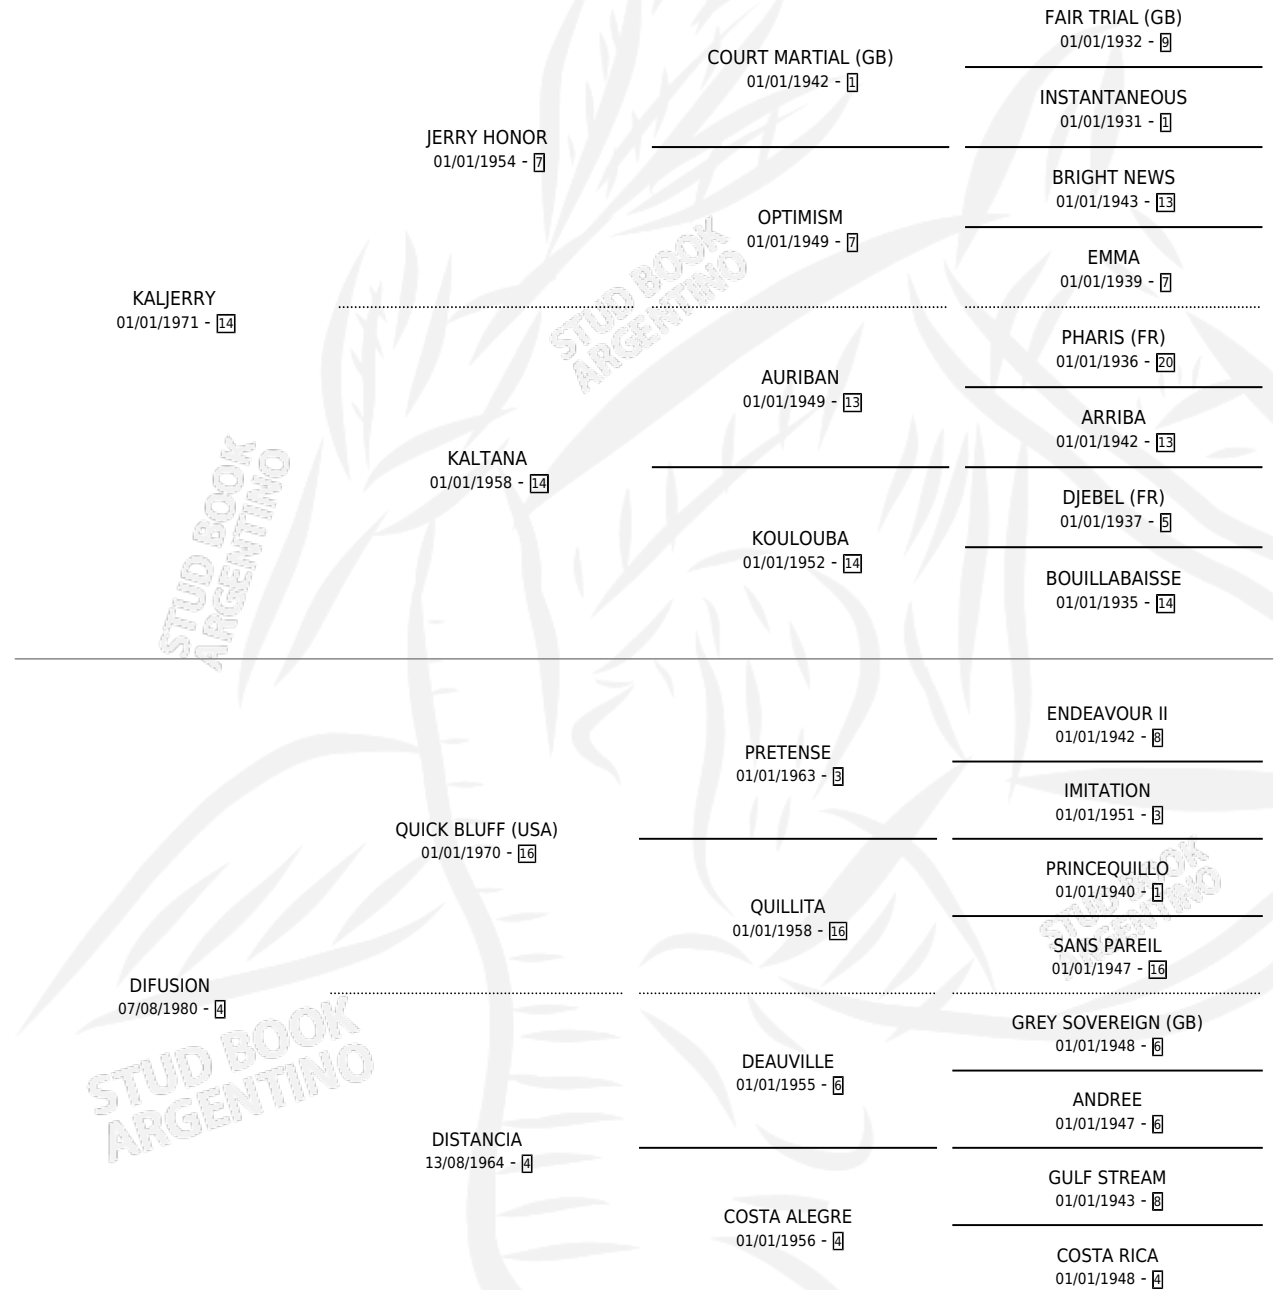 FAIR TRIAL (GB)
01/01/1932 - 9
COURT MARTIAL (GB)
01/01/1942 - 1
INSTANTANEOUS
01/01/1931 - 1
JERRY HONOR
01/01/1954 - 7
BRIGHT NEWS
01/01/1943 - 13
OPTIMISM
01/01/1949 - 7
EMMA
01/01/1939 - 7
KALJERRY
01/01/1971 - 14
PHARIS (FR)
01/01/1936 - 20
AURIBAN
01/01/1949 - 13
ARRIBA
01/01/1942 - 13
KALTANA
01/01/1958 - 14
DJEBEL (FR)
01/01/1937 - 5
KOULOUBA
01/01/1952 - 14
BOUILLABAISSE
01/01/1935 - 14
ENDEAVOUR II
01/01/1942 - 8
PRETENSE
01/01/1963 - 3
IMITATION
01/01/1951 - 3
QUICK BLUFF (USA)
01/01/1970 - 16
PRINCEQUILLO
01/01/1940 - 1
QUILLITA
01/01/1958 - 16
SANS PAREIL
01/01/1947 - 16
DIFUSION
07/08/1980 - 4
GREY SOVEREIGN (GB)
01/01/1948 - 6
DEAUVILLE
01/01/1955 - 6
ANDREE
01/01/1947 - 6
DISTANCIA
13/08/1964 - 4
GULF STREAM
01/01/1943 - 8
COSTA ALEGRE
01/01/1956 - 4
COSTA RICA
01/01/1948 - 4
STUD BOOK
ARGENTINO
STUD BOOK
ARGENTINO
STUD BOOK
ARGENTINO
STUD BOOK
ARGENTINO